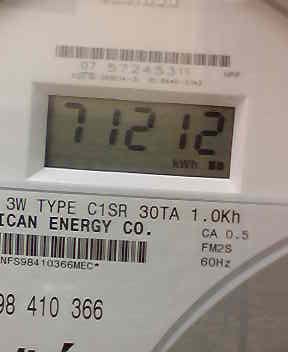 07 57245311
71212
kWh
3W TYPE C1SR 30TA 1.0Kh
ICAN ENERGY CO.
CA 0.5
FM2S
NFS98410366MEC*
60Hz
98 410 366